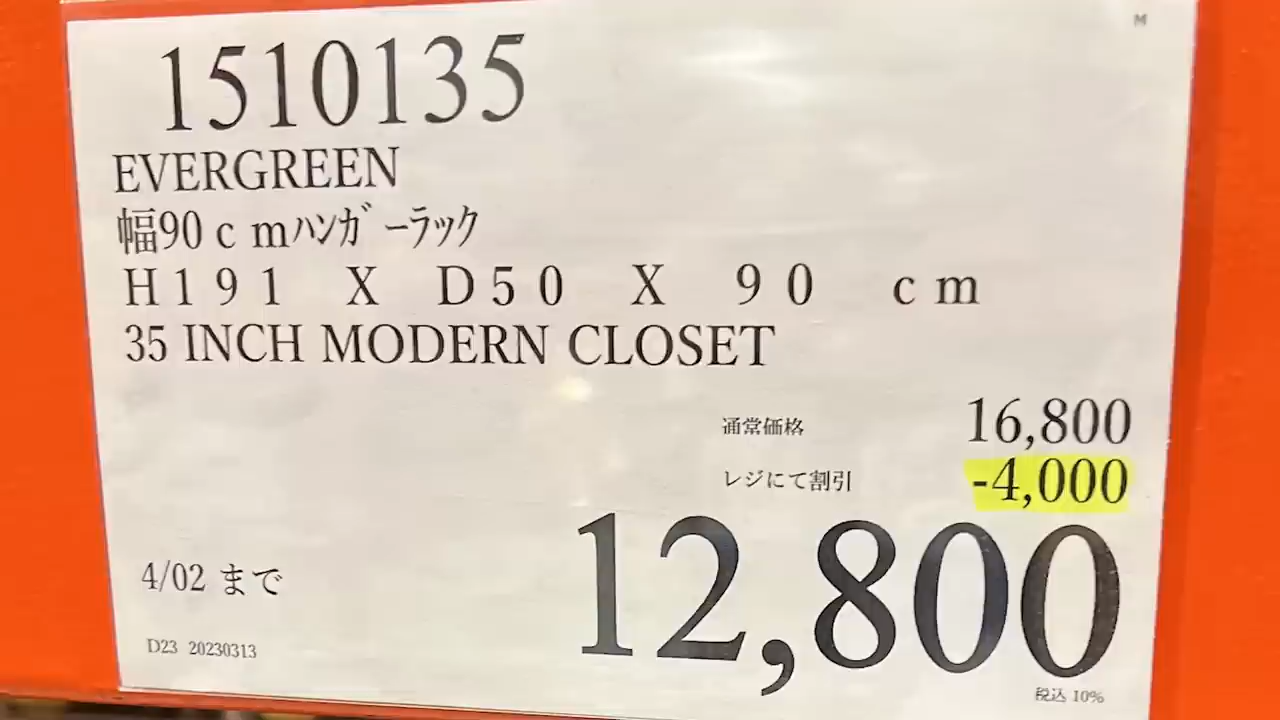 M
1510135
EVERGREEN
幅90ｃｍﾊﾝｶﾞｰﾗｯｸ
Ｈ１９１　Ｘ　Ｄ５０　Ｘ　９０　ｃｍ
35 INCH MODERN CLOSET
通常価格 16,800
レジにて割引 -4,000
12,800
4/02 まで
D23 20230313
税込 10%